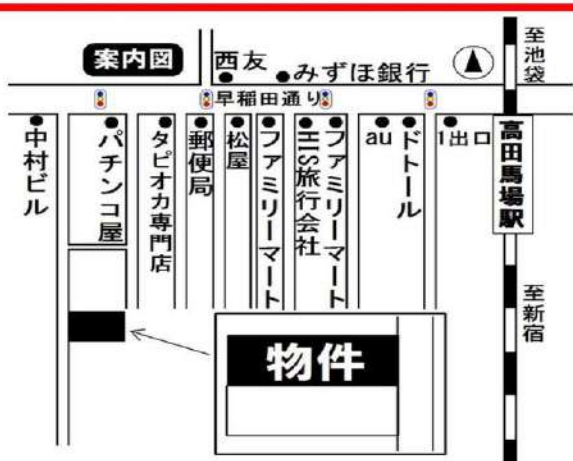 案内図
西友
みずほ銀行
至池袋
早稲田通り
中村ビル
パチンコ屋
タピオカ専門店
郵便局
松屋
ファミリーマート
HIS旅行会社
ファミリーマート
au
ドトール
1出口
高田馬場駅
至新宿
物件